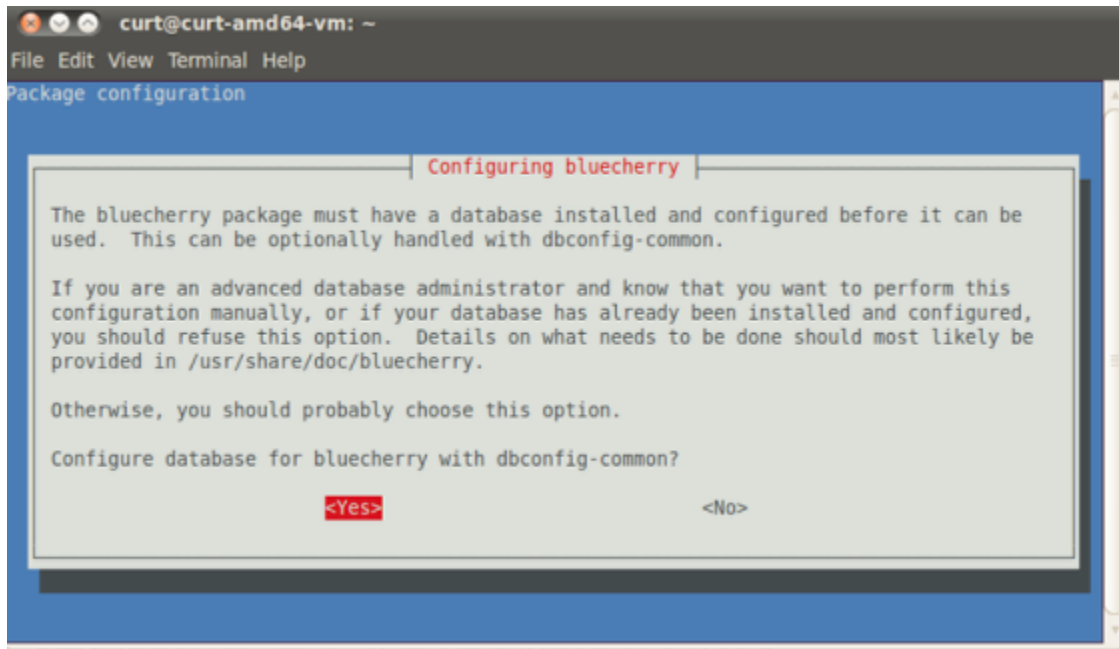 curt@curt-amd64-vm: ~
File Edit View Terminal Help
Package configuration
Configuring bluecherry
The bluecherry package must have a database installed and configured before it can be
used.  This can be optionally handled with dbconfig-common.
If you are an advanced database administrator and know that you want to perform this
configuration manually, or if your database has already been installed and configured,
you should refuse this option.  Details on what needs to be done should most likely be
provided in /usr/share/doc/bluecherry.
Otherwise, you should probably choose this option.
Configure database for bluecherry with dbconfig-common?
<Yes> <No>